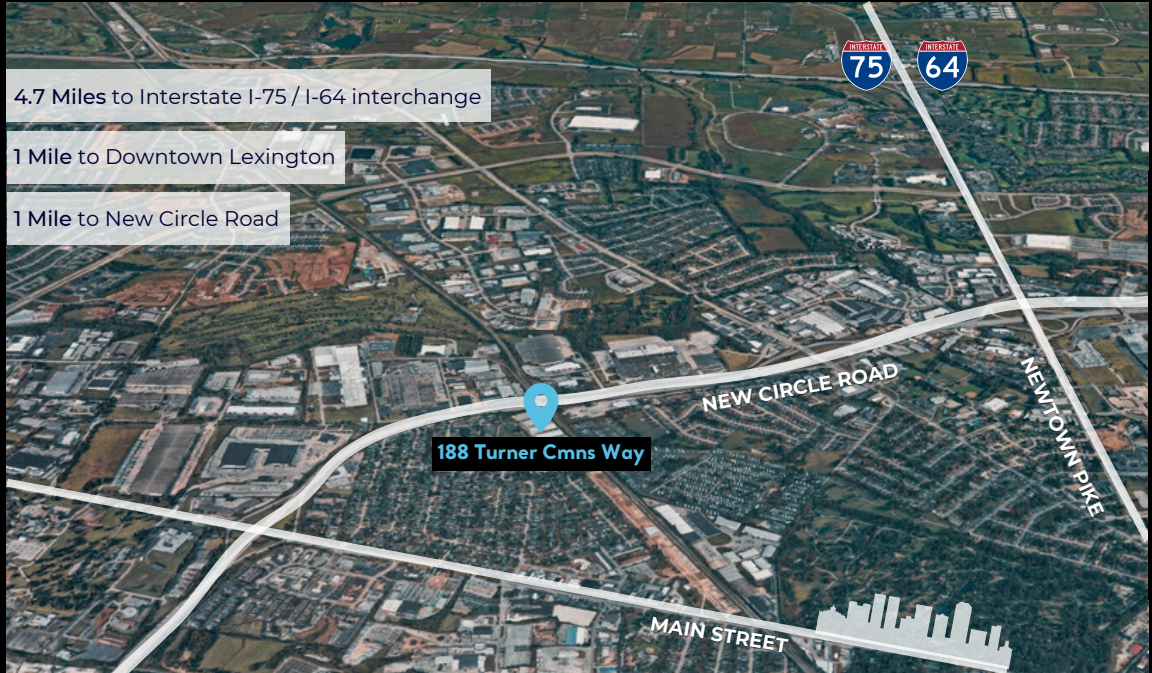 INTERSTATE
75
INTERSTATE
64
4.7 Miles to Interstate I-75 / I-64 interchange
1 Mile to Downtown Lexington
1 Mile to New Circle Road
NEW CIRCLE ROAD
NEWTOWN PIKE
188 Turner Cmns Way
MAIN STREET